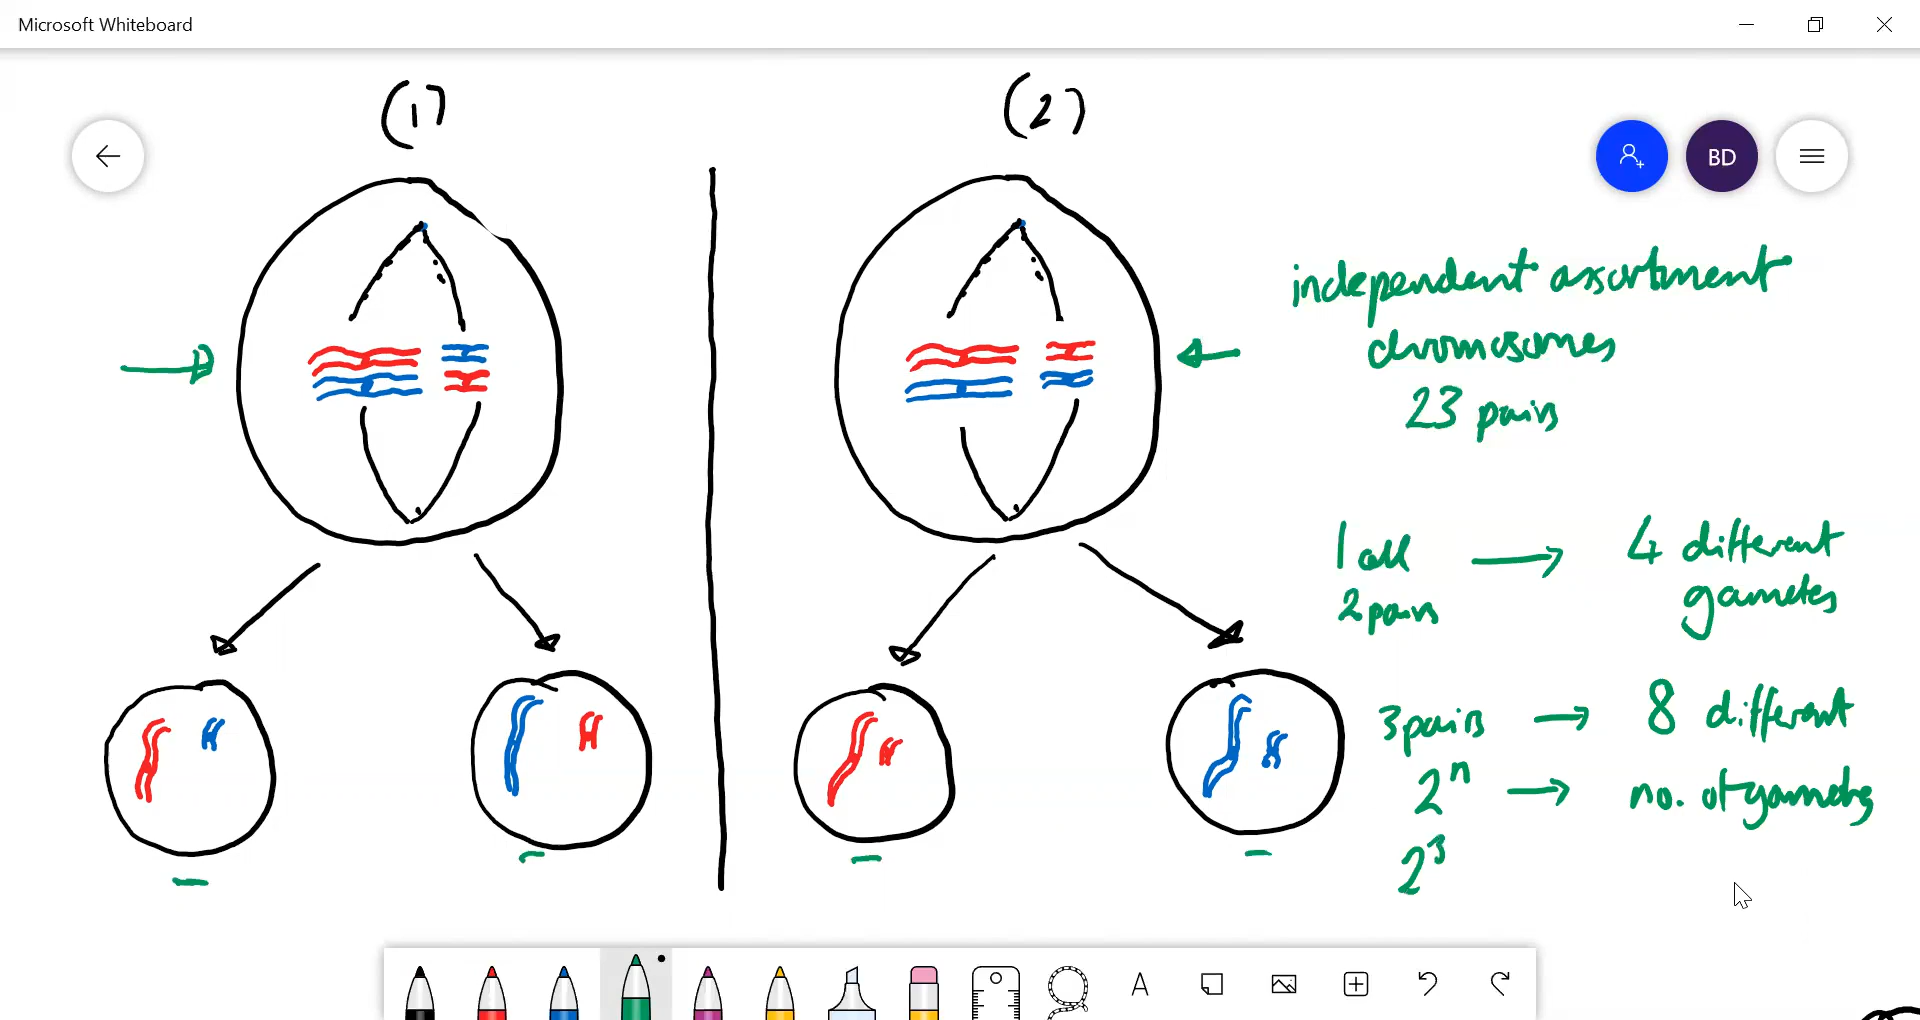 Microsoft Whiteboard
(1)
(2)
BD
independent assortment
chromosomes
23 pairs
1 cell → 4 different
2 pairs gametes
3 pairs → 8 different
2ⁿ → no. of gametes
2³
A